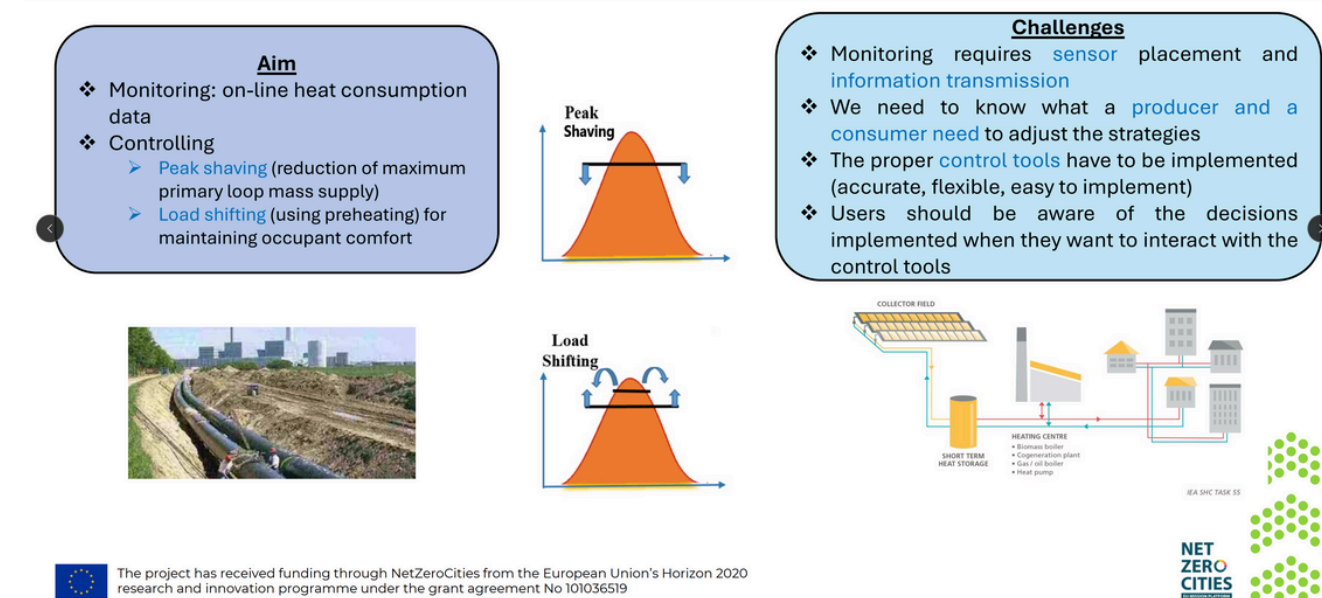 Aim
❖ Monitoring: on-line heat consumption
data
❖ Controlling
➢ Peak shaving (reduction of maximum
primary loop mass supply)
➢ Load shifting (using preheating) for
maintaining occupant comfort
Peak
Shaving
Load
Shifting
Challenges
❖ Monitoring requires sensor placement and
information transmission
❖ We need to know what a producer and a
consumer need to adjust the strategies
❖ The proper control tools have to be implemented
(accurate, flexible, easy to implement)
❖ Users should be aware of the decisions
implemented when they want to interact with the
control tools
COLLECTOR FIELD
SHORT TERM
HEAT STORAGE
HEATING CENTRE
• Biomass boiler
• Cogeneration plant
• Gas / oil boiler
• Heat pump
IEA SHC TASK 55
The project has received funding through NetZeroCities from the European Union's Horizon 2020
research and innovation programme under the grant agreement No 101036519
NET
ZERO
CITIES
EU MISSION PLATFORM